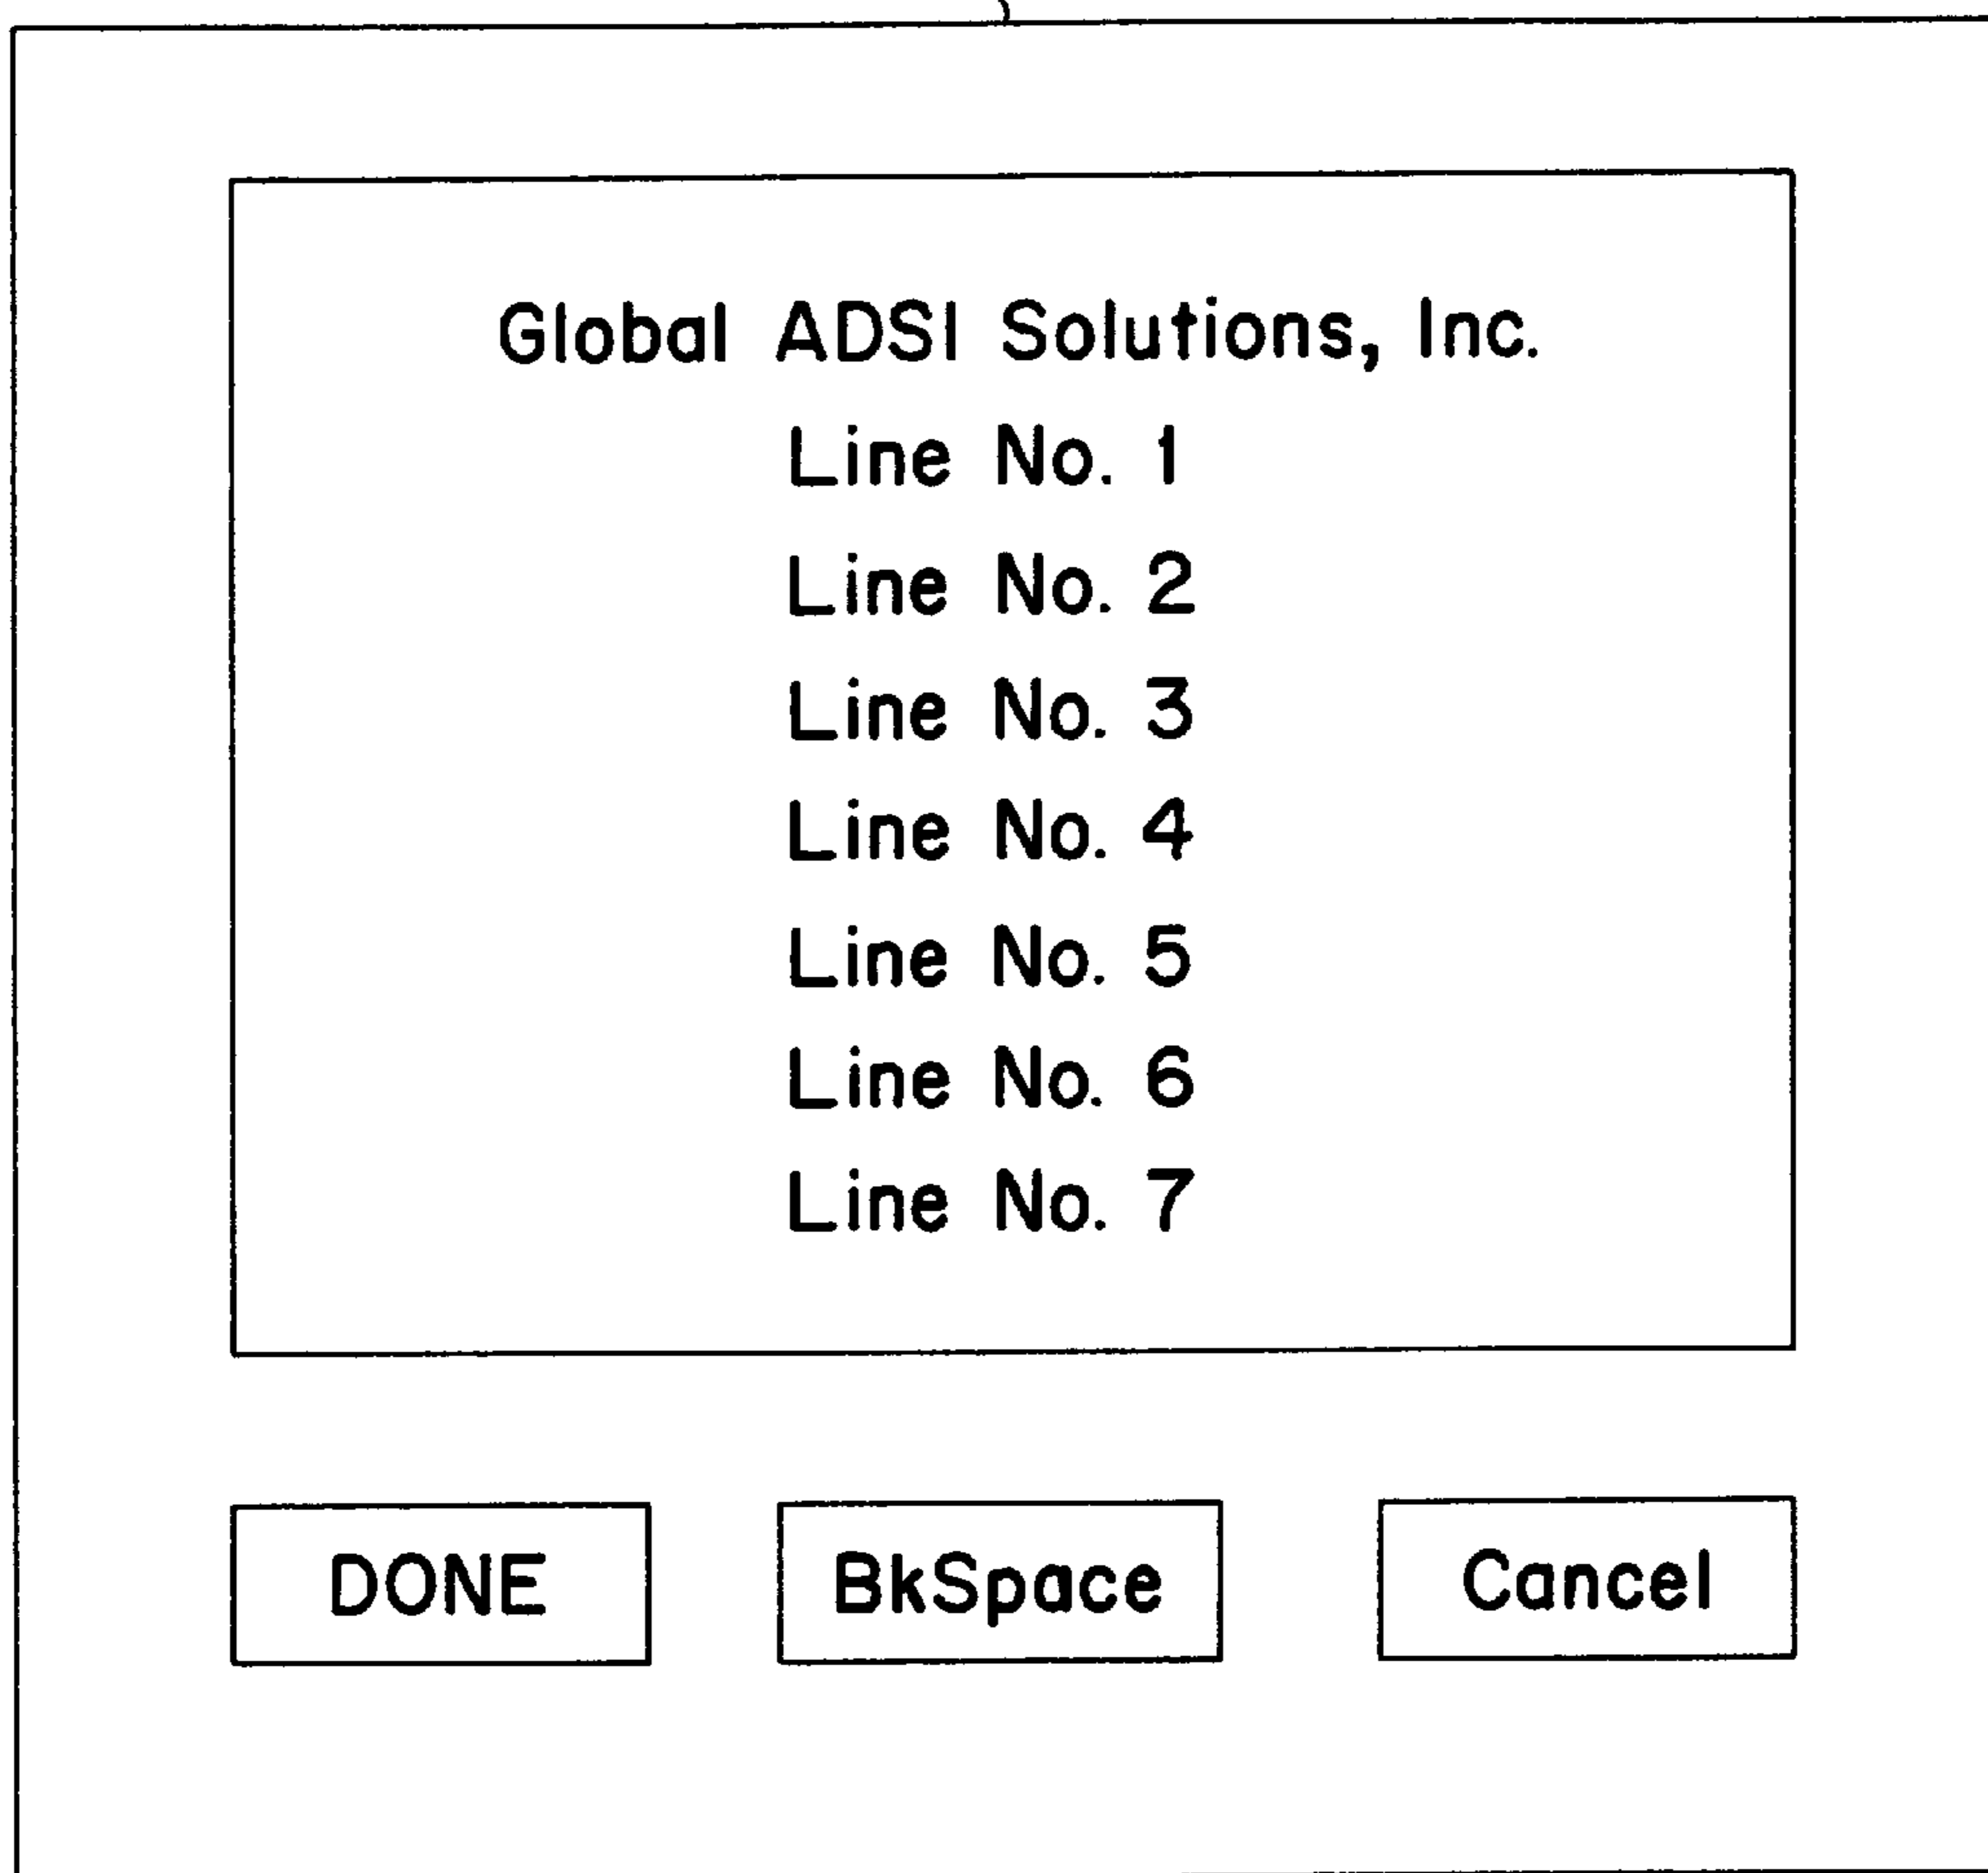 Global ADSI Solutions, Inc.
Line No. 1
Line No. 2
Line No. 3
Line No. 4
Line No. 5
Line No. 6
Line No. 7
DONE BkSpace Cancel